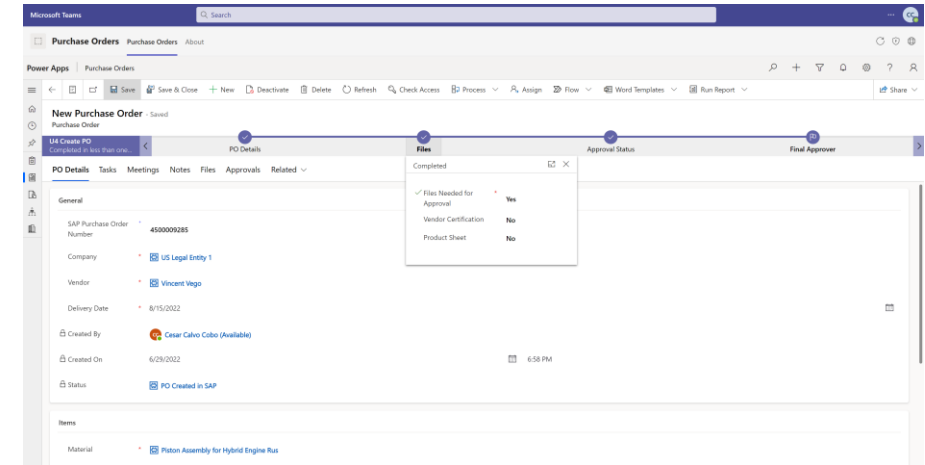 Microsoft Teams
Search
CC
Purchase Orders Purchase Orders About
Power Apps Purchase Orders
Save Save & Close New Deactivate Delete Refresh Check Access Process Assign Flow Word Templates Run Report Share
New Purchase Order - Saved
Purchase Order
U4 Create PO
Completed in less than one...
PO Details Files Approval Status Final Approver
PO Details Tasks Meetings Notes Files Approvals Related
Completed
Files Needed for Approval * Yes
Vendor Certification No
Product Sheet No
General
SAP Purchase Order Number * 4500009285
Company * US Legal Entity 1
Vendor * Vincent Vego
Delivery Date * 8/15/2022
Created By Cesar Calvo Cobo (Available)
Created On 6/29/2022 6:58 PM
Status PO Created in SAP
Items
Material * Piston Assembly for Hybrid Engine Rus